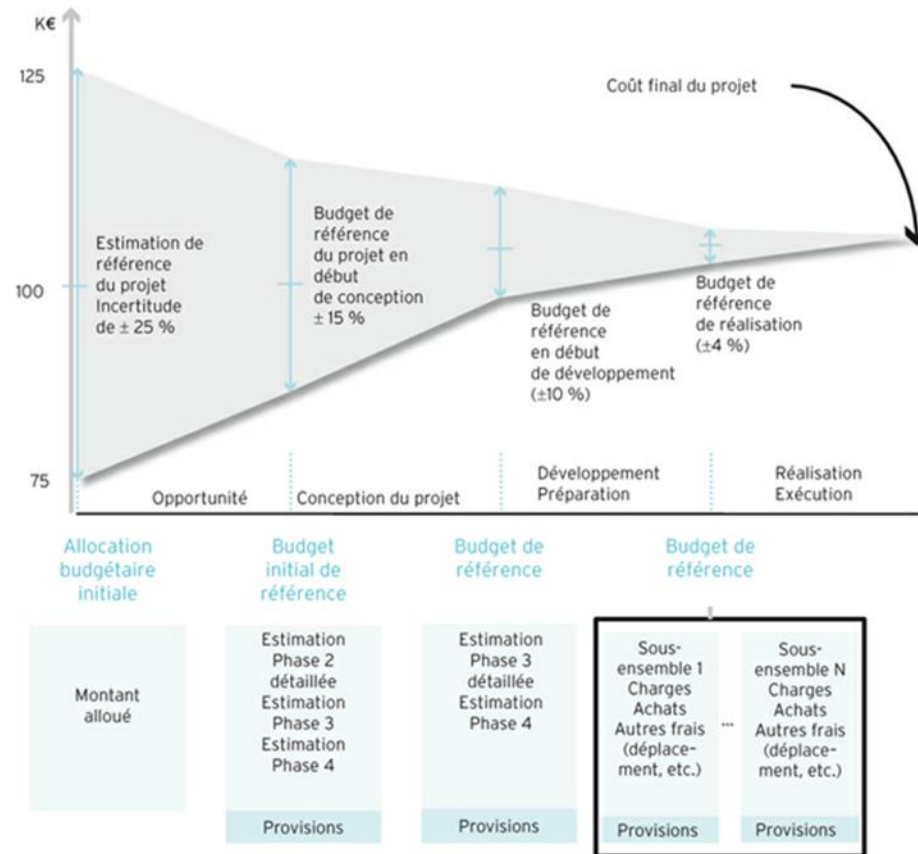 K€
125
100
75
Coût final du projet
Estimation de
référence
du projet
Incertitude
de ± 25 %
Budget de
référence
du projet en
début
de conception
± 15 %
Budget de
référence
en début
de développement
(±10 %)
Budget de
référence
de réalisation
(±4 %)
Opportunité
Conception du projet
Développement
Préparation
Réalisation
Exécution
Allocation
budgétaire
initiale
Budget
initial de
référence
Budget de
référence
Budget de
référence
Montant
alloué
Estimation
Phase 2
détaillée
Estimation
Phase 3
Estimation
Phase 4
Provisions
Estimation
Phase 3
détaillée
Estimation
Phase 4
Provisions
Sous-
ensemble 1
Charges
Achats
Autres frais
(déplace-
ment, etc.)
Provisions
...
Sous-
ensemble N
Charges
Achats
Autres frais
(déplace-
ment, etc.)
Provisions